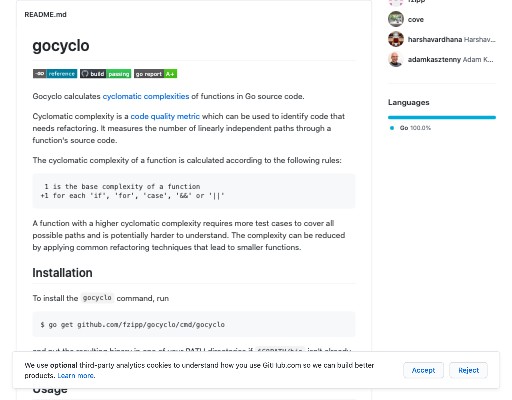 README.md
fzipp
cove
harshavardhana Harshav...
adamkasztenny Adam K...
gocyclo
go reference
build passing
go report A+
Gocyclo calculates cyclomatic complexities of functions in Go source code.
Cyclomatic complexity is a code quality metric which can be used to identify code that
needs refactoring. It measures the number of linearly independent paths through a
function's source code.
The cyclomatic complexity of a function is calculated according to the following rules:
1 is the base complexity of a function
+1 for each 'if', 'for', 'case', '&&' or '||'
A function with a higher cyclomatic complexity requires more test cases to cover all
possible paths and is potentially harder to understand. The complexity can be reduced
by applying common refactoring techniques that lead to smaller functions.
Installation
To install the gocyclo command, run
$ go get github.com/fzipp/gocyclo/cmd/gocyclo
and put the resulting binary in one of your PATH directories if $GOPATH/bin isn't already
Usage
Languages
Go 100.0%
We use optional third-party analytics cookies to understand how you use GitHub.com so we can build better
products. Learn more.
Accept
Reject